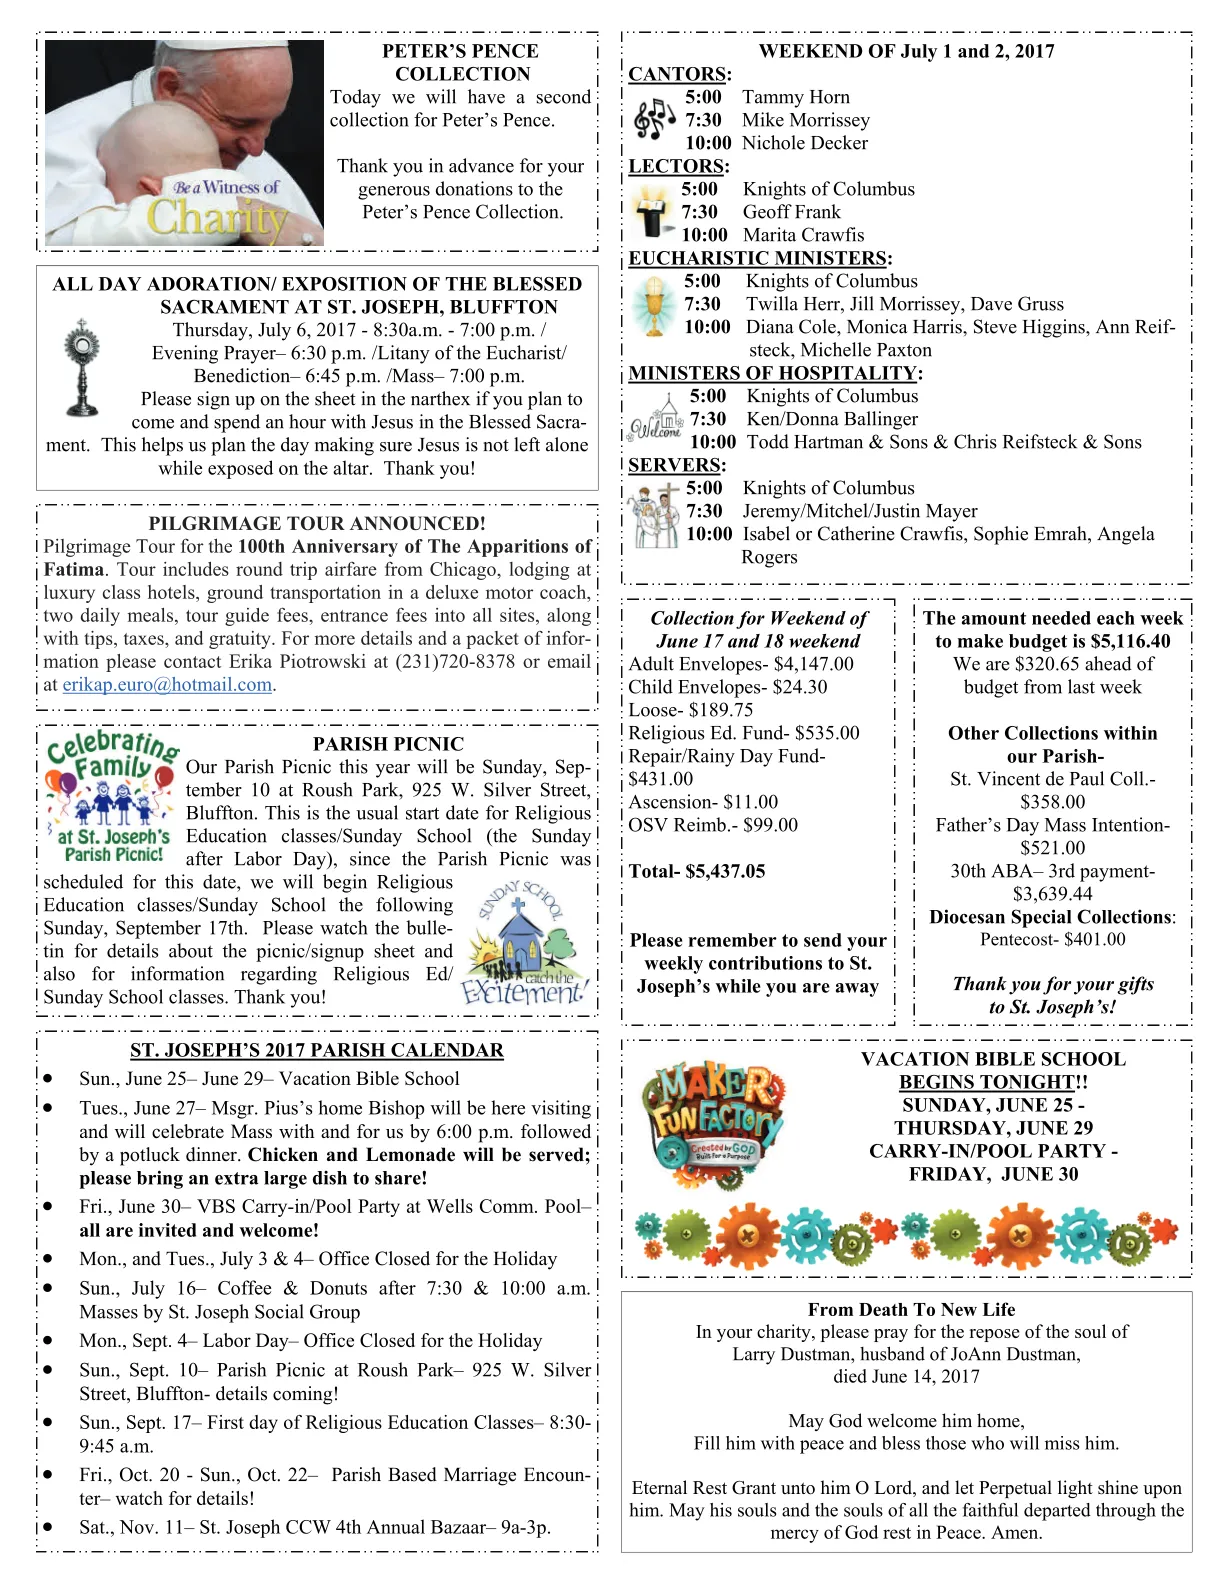 Be a Witness of
Charity
PETER'S PENCE
COLLECTION
Today we will have a second
collection for Peter's Pence.
Thank you in advance for your
generous donations to the
Peter's Pence Collection.
ALL DAY ADORATION/ EXPOSITION OF THE BLESSED
SACRAMENT AT ST. JOSEPH, BLUFFTON
Thursday, July 6, 2017 - 8:30a.m. - 7:00 p.m. /
Evening Prayer– 6:30 p.m. /Litany of the Eucharist/
Benediction– 6:45 p.m. /Mass– 7:00 p.m.
Please sign up on the sheet in the narthex if you plan to
come and spend an hour with Jesus in the Blessed Sacra-
ment. This helps us plan the day making sure Jesus is not left alone
while exposed on the altar. Thank you!
PILGRIMAGE TOUR ANNOUNCED!
Pilgrimage Tour for the 100th Anniversary of The Apparitions of
Fatima. Tour includes round trip airfare from Chicago, lodging at
luxury class hotels, ground transportation in a deluxe motor coach,
two daily meals, tour guide fees, entrance fees into all sites, along
with tips, taxes, and gratuity. For more details and a packet of infor-
mation please contact Erika Piotrowski at (231)720-8378 or email
at erikap.euro@hotmail.com.
Celebrating
Family
at St. Joseph's
Parish Picnic!
PARISH PICNIC
Our Parish Picnic this year will be Sunday, Sep-
tember 10 at Roush Park, 925 W. Silver Street,
Bluffton. This is the usual start date for Religious
Education classes/Sunday School (the Sunday
after Labor Day), since the Parish Picnic was
scheduled for this date, we will begin Religious
Education classes/Sunday School the following
Sunday, September 17th. Please watch the bulle-
tin for details about the picnic/signup sheet and
also for information regarding Religious Ed/
Sunday School classes. Thank you!
SUNDAY SCHOOL
catch the
EXCiTEMENT!
ST. JOSEPH'S 2017 PARISH CALENDAR
• Sun., June 25– June 29– Vacation Bible School
• Tues., June 27– Msgr. Pius's home Bishop will be here visiting
and will celebrate Mass with and for us by 6:00 p.m. followed
by a potluck dinner. Chicken and Lemonade will be served;
please bring an extra large dish to share!
• Fri., June 30– VBS Carry-in/Pool Party at Wells Comm. Pool–
all are invited and welcome!
• Mon., and Tues., July 3 & 4– Office Closed for the Holiday
• Sun., July 16– Coffee & Donuts after 7:30 & 10:00 a.m.
Masses by St. Joseph Social Group
• Mon., Sept. 4– Labor Day– Office Closed for the Holiday
• Sun., Sept. 10– Parish Picnic at Roush Park– 925 W. Silver
Street, Bluffton- details coming!
• Sun., Sept. 17– First day of Religious Education Classes– 8:30-
9:45 a.m.
• Fri., Oct. 20 - Sun., Oct. 22– Parish Based Marriage Encoun-
ter– watch for details!
• Sat., Nov. 11– St. Joseph CCW 4th Annual Bazaar– 9a-3p.
WEEKEND OF July 1 and 2, 2017
CANTORS:
5:00 Tammy Horn
7:30 Mike Morrissey
10:00 Nichole Decker
LECTORS:
5:00 Knights of Columbus
7:30 Geoff Frank
10:00 Marita Crawfis
EUCHARISTIC MINISTERS:
5:00 Knights of Columbus
7:30 Twilla Herr, Jill Morrissey, Dave Gruss
10:00 Diana Cole, Monica Harris, Steve Higgins, Ann Reif-
steck, Michelle Paxton
MINISTERS OF HOSPITALITY:
Welcome
5:00 Knights of Columbus
7:30 Ken/Donna Ballinger
10:00 Todd Hartman & Sons & Chris Reifsteck & Sons
SERVERS:
5:00 Knights of Columbus
7:30 Jeremy/Mitchel/Justin Mayer
10:00 Isabel or Catherine Crawfis, Sophie Emrah, Angela
Rogers
Collection for Weekend of
June 17 and 18 weekend
Adult Envelopes- $4,147.00
Child Envelopes- $24.30
Loose- $189.75
Religious Ed. Fund- $535.00
Repair/Rainy Day Fund-
$431.00
Ascension- $11.00
OSV Reimb.- $99.00
Total- $5,437.05
Please remember to send your
weekly contributions to St.
Joseph's while you are away
The amount needed each week
to make budget is $5,116.40
We are $320.65 ahead of
budget from last week
Other Collections within
our Parish-
St. Vincent de Paul Coll.-
$358.00
Father's Day Mass Intention-
$521.00
30th ABA– 3rd payment-
$3,639.44
Diocesan Special Collections:
Pentecost- $401.00
Thank you for your gifts
to St. Joseph's!
MAKER
FUN FACTORY
Created by GOD
Built for a Purpose
VACATION BIBLE SCHOOL
BEGINS TONIGHT!!
SUNDAY, JUNE 25 -
THURSDAY, JUNE 29
CARRY-IN/POOL PARTY -
FRIDAY, JUNE 30
From Death To New Life
In your charity, please pray for the repose of the soul of
Larry Dustman, husband of JoAnn Dustman,
died June 14, 2017
May God welcome him home,
Fill him with peace and bless those who will miss him.
Eternal Rest Grant unto him O Lord, and let Perpetual light shine upon
him. May his souls and the souls of all the faithful departed through the
mercy of God rest in Peace. Amen.